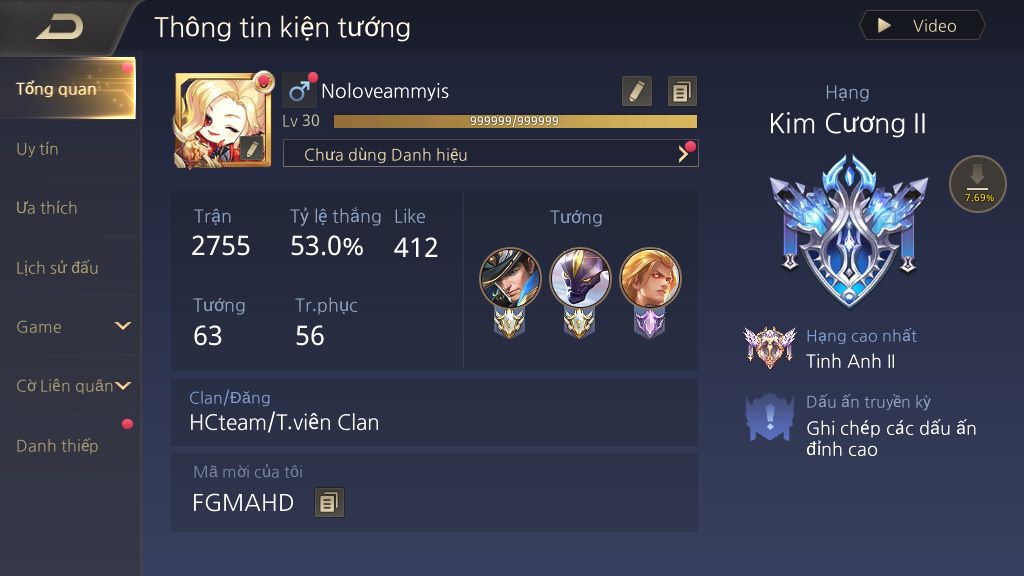 Thông tin kiện tướng
Video
Tổng quan
Uy tín
Ưa thích
Lịch sử đấu
Game
Cờ Liên quân
Danh thiếp
Noloveammyis
Lv 30
999999/999999
Chưa dùng Danh hiệu
Trận
Tỷ lệ thắng
Like
2755
53.0%
412
Tướng
Tr.phục
63
56
Tướng
Clan/Đăng
HCteam/T.viên Clan
Mã mời của tôi
FGMAHD
Hạng
Kim Cương II
7.69%
Hạng cao nhất
Tinh Anh II
Dấu ấn truyền kỳ
Ghi chép các dấu ấn
đỉnh cao